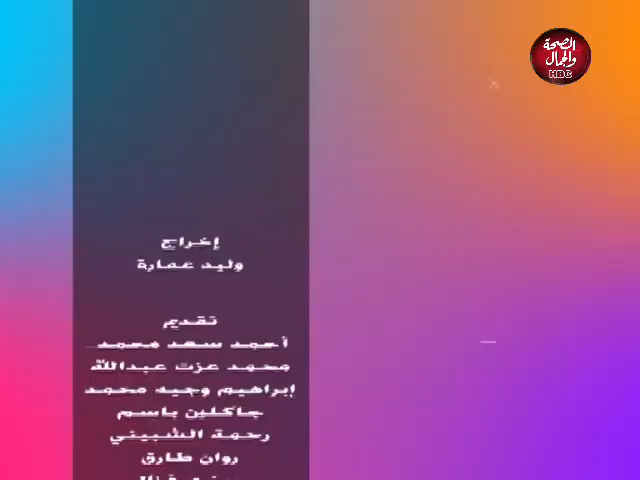 الصحة
والجمال
HBC
إخراج
وليد عمارة
تقديم
أحمد سعد محمد
محمد عزت عبدالله
إبراهيم وجيه محمد
جاكلين باسم
رحمة الشبيني
روان طارق